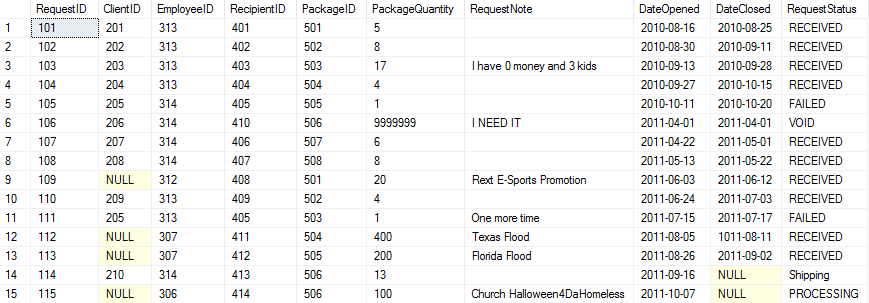 RequestID ClientID EmployeeID RecipientID PackageID PackageQuantity RequestNote DateOpened DateClosed RequestStatus
1 101 201 313 401 501 5 2010-08-16 2010-08-25 RECEIVED
2 102 202 313 402 502 8 2010-08-30 2010-09-11 RECEIVED
3 103 203 313 403 503 17 I have 0 money and 3 kids 2010-09-13 2010-09-28 RECEIVED
4 104 204 313 404 504 4 2010-09-27 2010-10-15 RECEIVED
5 105 205 314 405 505 1 2010-10-11 2010-10-20 FAILED
6 106 206 314 410 506 9999999 I NEED IT 2011-04-01 2011-04-01 VOID
7 107 207 314 406 507 6 2011-04-22 2011-05-01 RECEIVED
8 108 208 314 407 508 8 2011-05-13 2011-05-22 RECEIVED
9 109 NULL 312 408 501 20 Rext E-Sports Promotion 2011-06-03 2011-06-12 RECEIVED
10 110 209 313 409 502 4 2011-06-24 2011-07-03 RECEIVED
11 111 205 313 405 503 1 One more time 2011-07-15 2011-07-17 FAILED
12 112 NULL 307 411 504 400 Texas Flood 2011-08-05 1011-08-11 RECEIVED
13 113 NULL 307 412 505 200 Florida Flood 2011-08-26 2011-09-02 RECEIVED
14 114 210 314 413 506 13 2011-09-16 NULL Shipping
15 115 NULL 306 414 506 100 Church Halloween4DaHomeless 2011-10-07 NULL PROCESSING